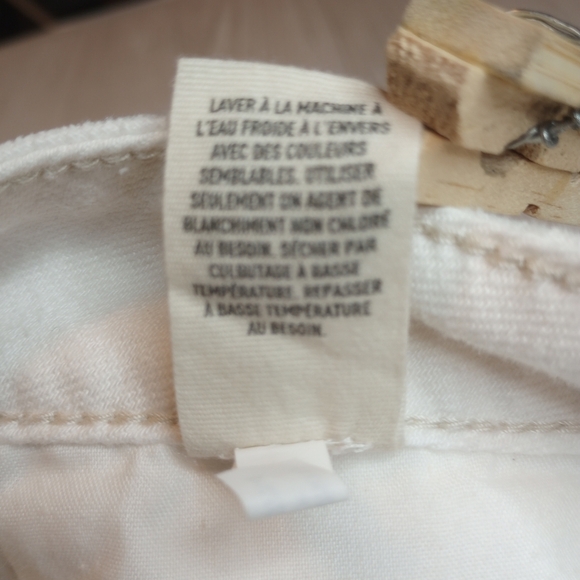 LAVER À LA MACHINE À
L'EAU FROIDE À L'ENVERS
AVEC DES COULEURS
SEMBLABLES. UTILISER
SEULEMENT UN AGENT DE
BLANCHIMENT NON CHLORÉ
AU BESOIN. SÉCHER PAR
CULBUTAGE À BASSE
TEMPÉRATURE. REPASSER
À BASSE TEMPÉRATURE
AU BESOIN.